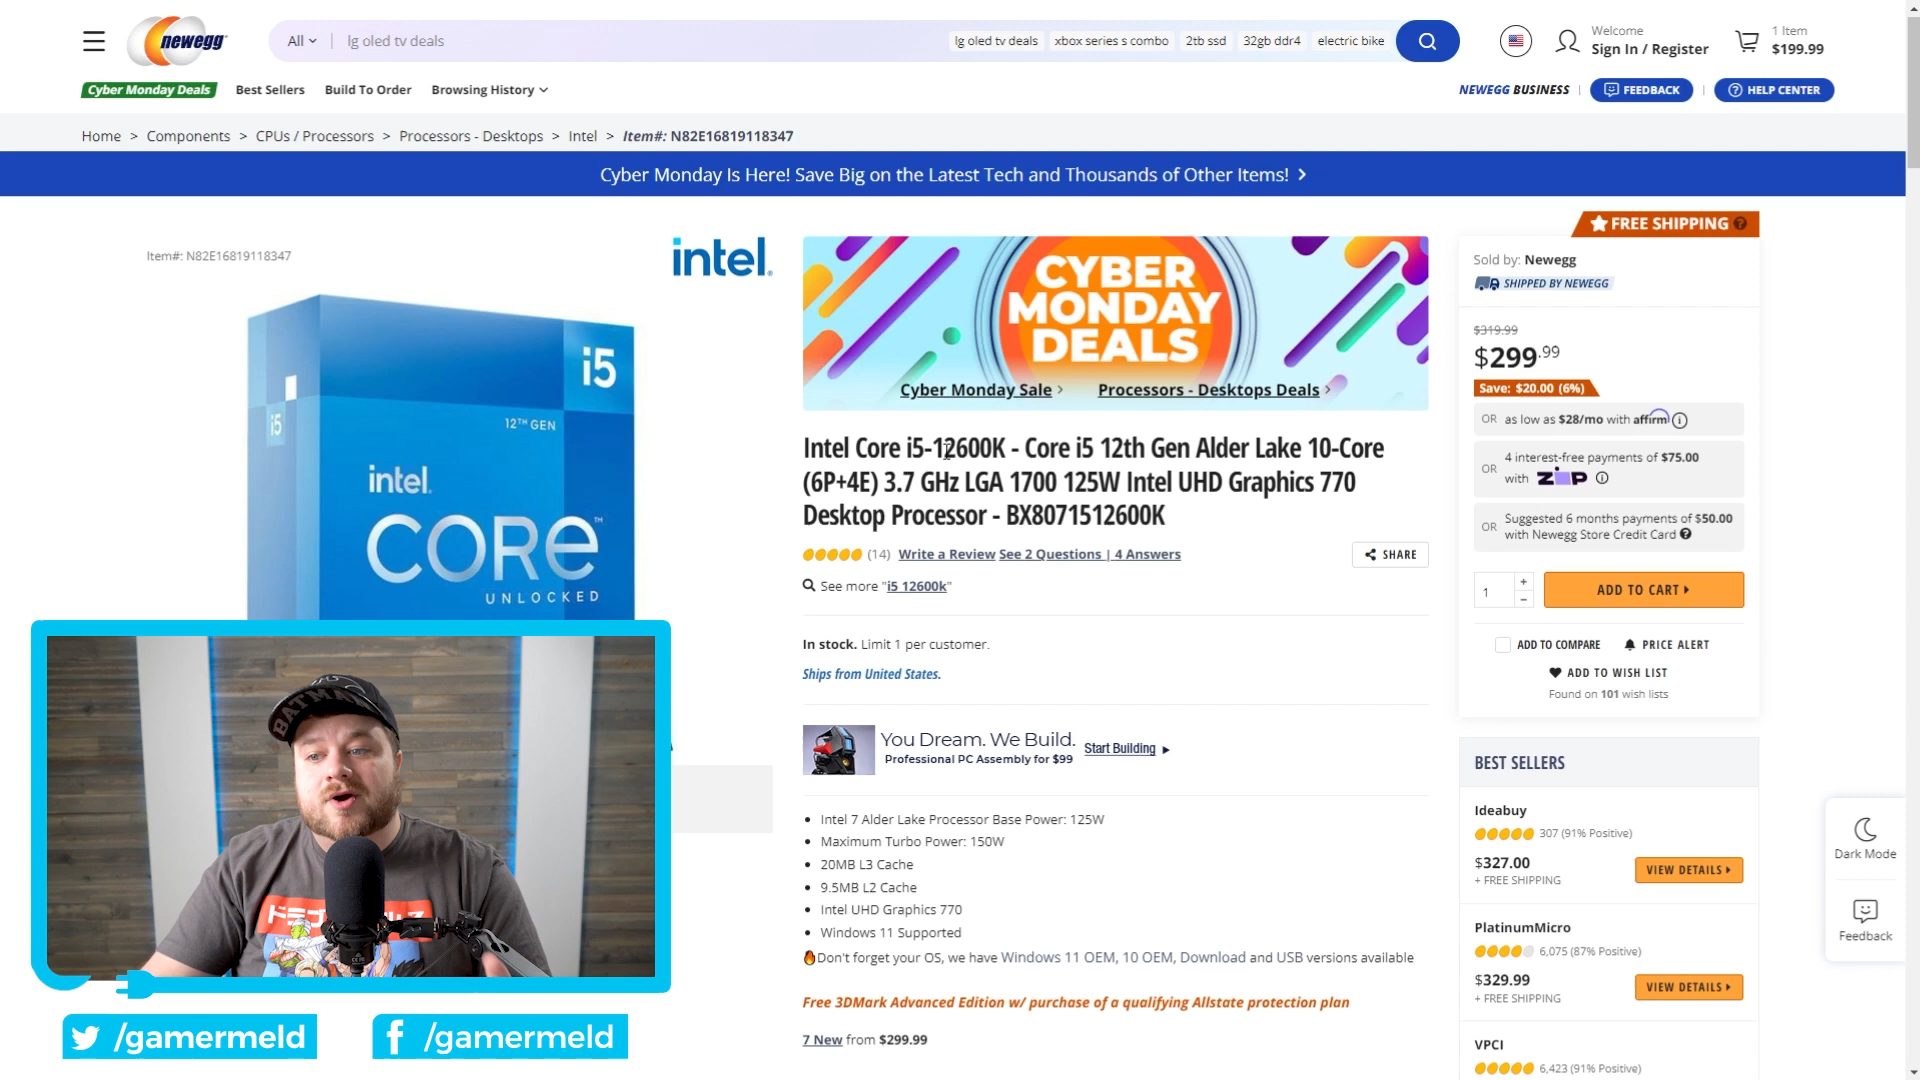 newegg
All
lg oled tv deals
lg oled tv deals
xbox series s combo
2tb ssd
32gb ddr4
electric bike
Welcome
Sign In / Register
1 Item
$199.99
Cyber Monday Deals
Best Sellers
Build To Order
Browsing History
NEWEGG BUSINESS
FEEDBACK
HELP CENTER
Home > Components > CPUs / Processors > Processors - Desktops > Intel > Item#: N82E16819118347
Cyber Monday Is Here! Save Big on the Latest Tech and Thousands of Other Items!
Item#: N82E16819118347
intel.
i5
i5
12TH GEN
intel.
CORE™
UNLOCKED
CYBER
MONDAY
DEALS
Cyber Monday Sale
Processors - Desktops Deals
Intel Core i5-12600K - Core i5 12th Gen Alder Lake 10-Core
(6P+4E) 3.7 GHz LGA 1700 125W Intel UHD Graphics 770
Desktop Processor - BX8071512600K
(14) Write a Review See 2 Questions | 4 Answers
SHARE
See more "i5 12600k"
In stock. Limit 1 per customer.
Ships from United States.
You Dream. We Build.
Professional PC Assembly for $99
Start Building
• Intel 7 Alder Lake Processor Base Power: 125W
• Maximum Turbo Power: 150W
• 20MB L3 Cache
• 9.5MB L2 Cache
• Intel UHD Graphics 770
• Windows 11 Supported
Don't forget your OS, we have Windows 11 OEM, 10 OEM, Download and USB versions available
Free 3DMark Advanced Edition w/ purchase of a qualifying Allstate protection plan
7 New from $299.99
FREE SHIPPING
Sold by: Newegg
SHIPPED BY NEWEGG
$319.99
$299.99
Save: $20.00 (6%)
OR as low as $28/mo with affirm
OR
4 interest-free payments of $75.00
with ZIP
OR
Suggested 6 months payments of $50.00
with Newegg Store Credit Card
1
ADD TO CART
ADD TO COMPARE
PRICE ALERT
ADD TO WISH LIST
Found on 101 wish lists
BEST SELLERS
Ideabuy
307 (91% Positive)
$327.00
+ FREE SHIPPING
VIEW DETAILS
PlatinumMicro
6,075 (87% Positive)
$329.99
+ FREE SHIPPING
VIEW DETAILS
VPCI
6,423 (91% Positive)
Dark Mode
Feedback
BATMAN
/gamermeld
/gamermeld